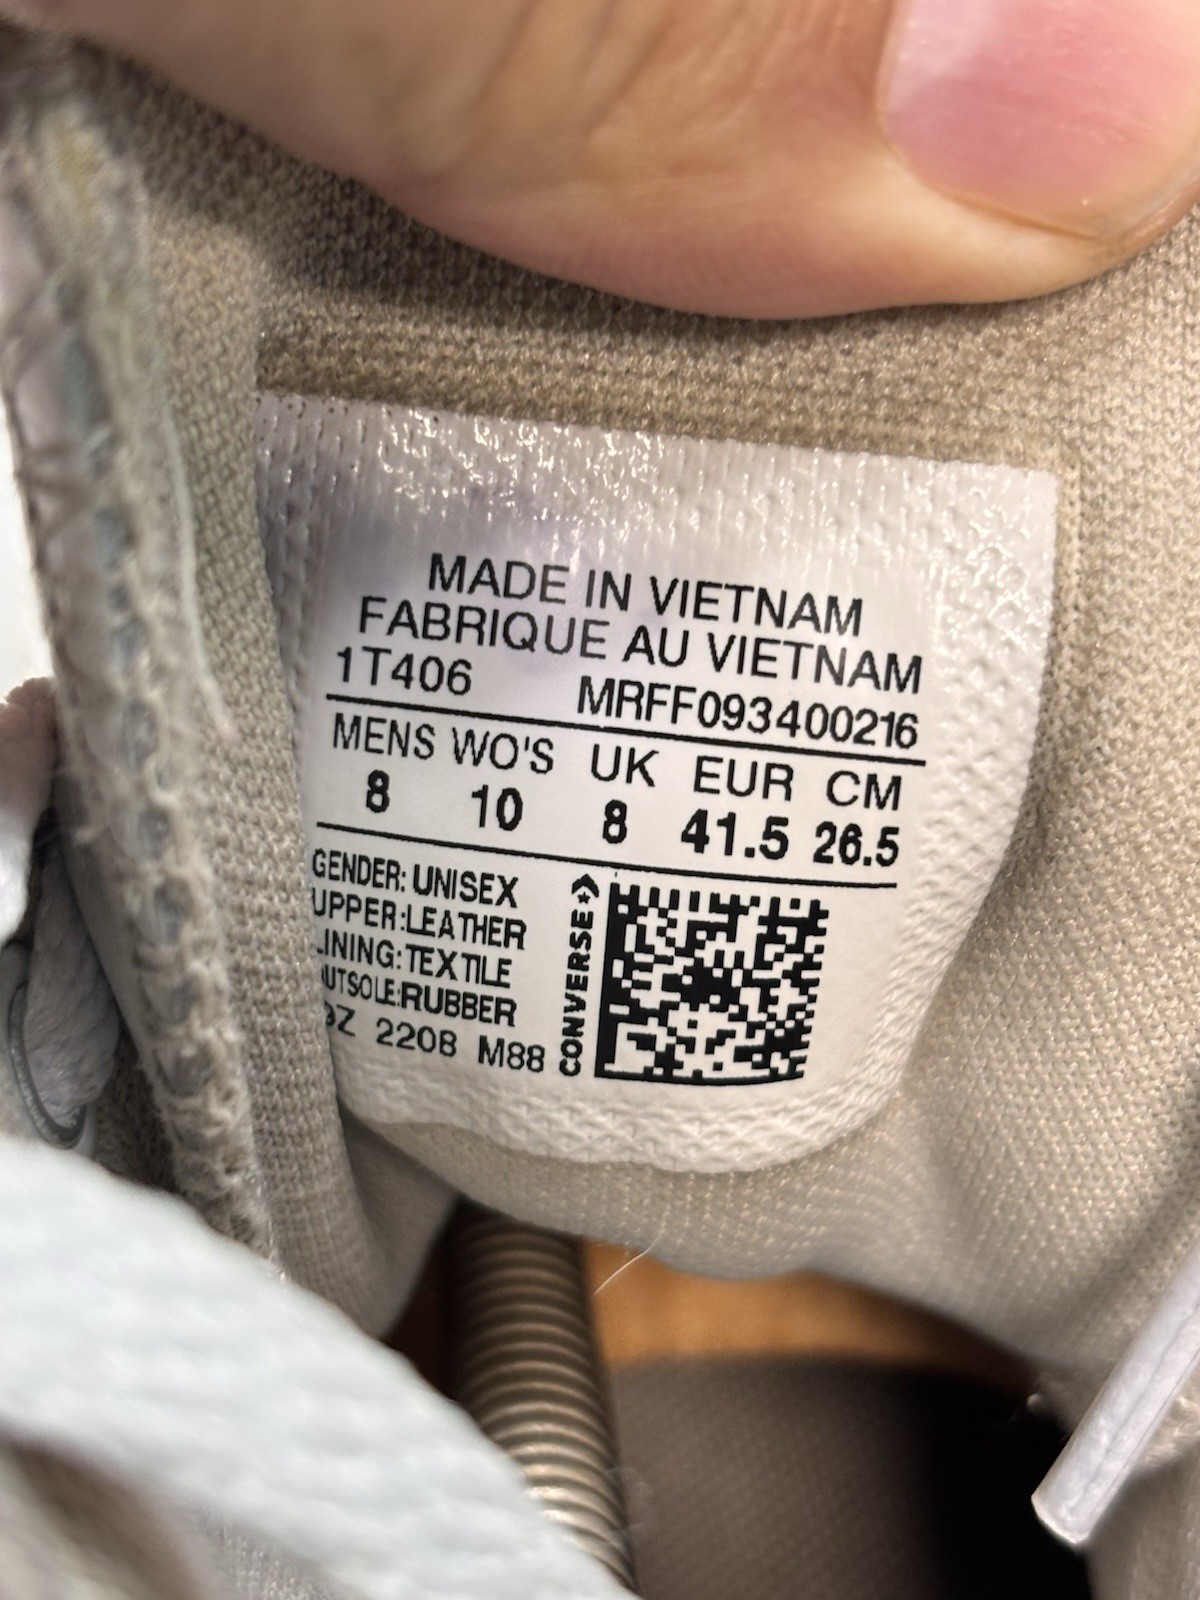 MADE IN VIETNAM
FABRIQUE AU VIETNAM
1T406 MRFF093400216
MENS WO'S UK EUR CM
8 10 8 41.5 26.5
GENDER: UNISEX
UPPER:LEATHER
LINING:TEXTILE
UTSOLE:RUBBER
2208 M88
CONVERSE